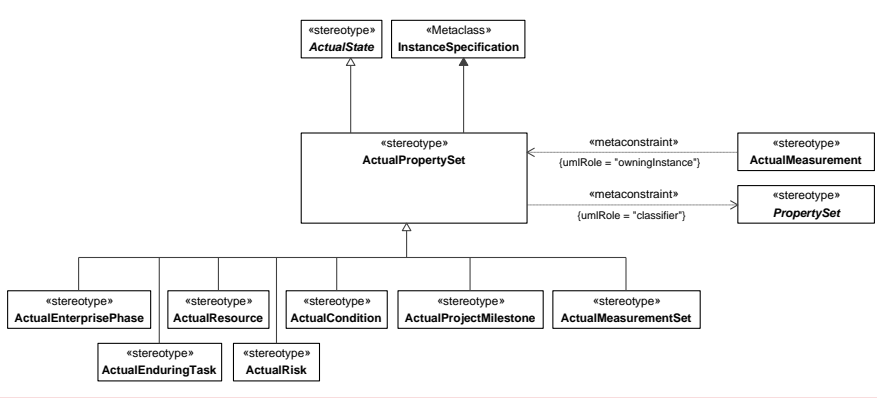 «stereotype»
ActualState
«Metaclass»
InstanceSpecification
«stereotype»
ActualPropertySet
«metaconstraint»
{umlRole = "owningInstance"}
«stereotype»
ActualMeasurement
«metaconstraint»
{umlRole = "classifier"}
«stereotype»
PropertySet
«stereotype»
ActualEnterprisePhase
«stereotype»
ActualResource
«stereotype»
ActualCondition
«stereotype»
ActualProjectMilestone
«stereotype»
ActualMeasurementSet
«stereotype»
ActualEnduringTask
«stereotype»
ActualRisk